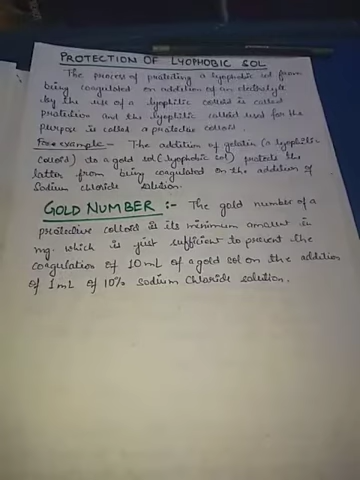 PROTECTION OF LYOPHOBIC SOL
The process of protecting a lyophobic sol from
being coagulated on addition of an electrolyte
by the use of a lyophilic colloid is called
protection and the lyophilic colloid used for the
purpose is called a protective colloid.
For example - The addition of gelatin (a lyophilic
colloid) to a gold sol (lyophobic sol) protects the
latter from being coagulated on the addition of
Sodium chloride solution.
GOLD NUMBER :- The gold number of a
protective colloid is its minimum amount in
mg. which is just sufficient to prevent the
coagulation of 10 mL of a gold sol on the addition
of 1 mL of 10% sodium chloride solution.